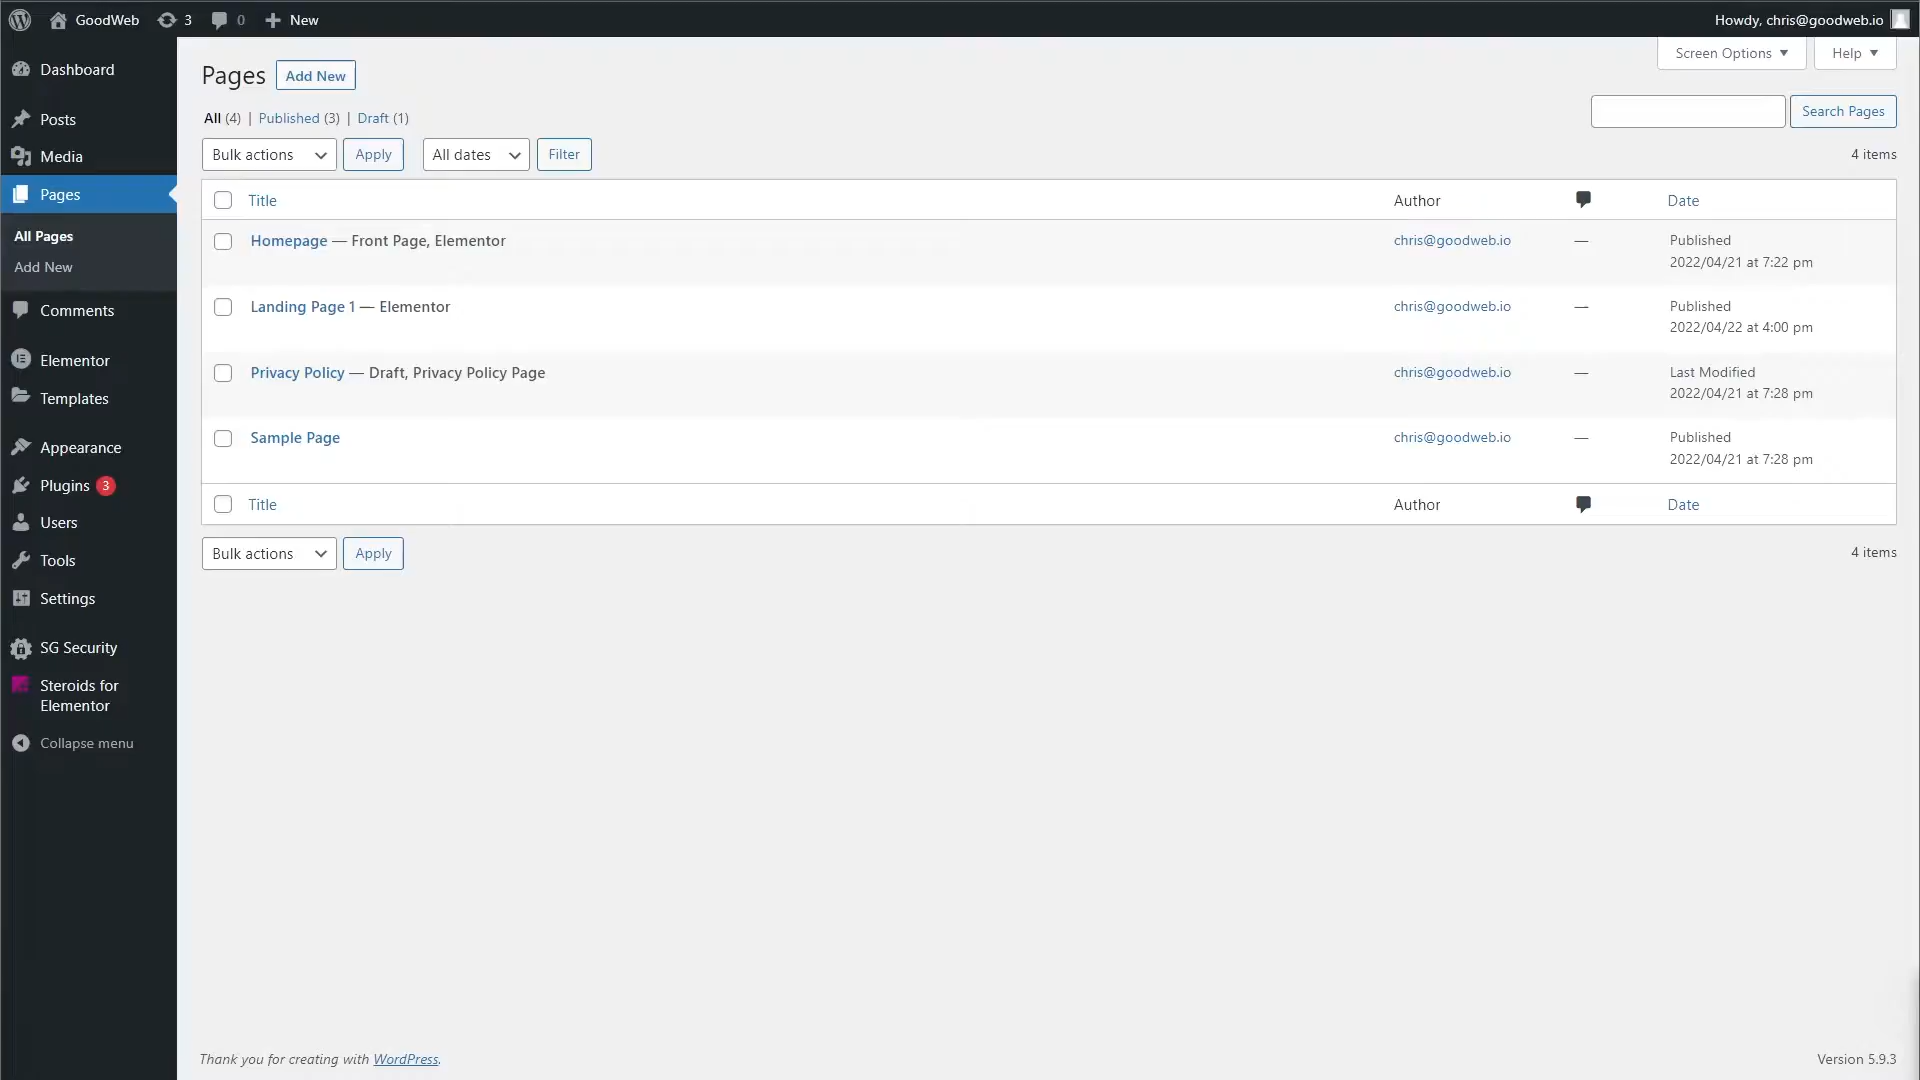 GoodWeb 3 0 New Howdy, chris@goodweb.io
Dashboard
Posts
Media
Pages
All Pages
Add New
Comments
Elementor
Templates
Appearance
Plugins 3
Users
Tools
Settings
SG Security
Steroids for
Elementor
Collapse menu
Screen Options Help
Pages Add New
All (4) | Published (3) | Draft (1)
Search Pages
Bulk actions Apply All dates Filter 4 items
Title Author Date
Homepage — Front Page, Elementor chris@goodweb.io — Published
2022/04/21 at 7:22 pm
Landing Page 1 — Elementor chris@goodweb.io — Published
2022/04/22 at 4:00 pm
Privacy Policy — Draft, Privacy Policy Page chris@goodweb.io — Last Modified
2022/04/21 at 7:28 pm
Sample Page chris@goodweb.io — Published
2022/04/21 at 7:28 pm
Title Author Date
Bulk actions Apply 4 items
Thank you for creating with WordPress. Version 5.9.3